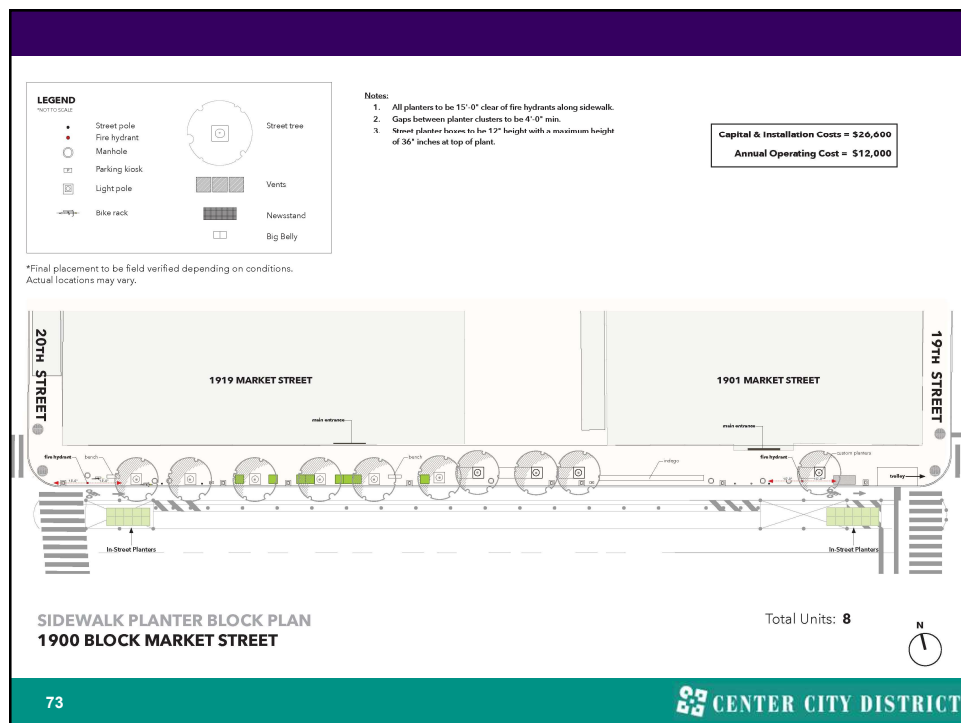 LEGEND
*NOT TO SCALE
Street pole
Fire hydrant
Manhole
Parking kiosk
Light pole
Bike rack
Street tree
Vents
Newsstand
Big Belly
Notes:
1. All planters to be 15'-0" clear of fire hydrants along sidewalk.
2. Gaps between planter clusters to be 4'-0" min.
3. Street planter boxes to be 12" height with a maximum height
of 36" inches at top of plant.
Capital & Installation Costs = $26,600
Annual Operating Cost = $12,000
*Final placement to be field verified depending on conditions.
Actual locations may vary.
20TH STREET
1919 MARKET STREET
1901 MARKET STREET
19TH STREET
main entrance
main entrance
fire hydrant
bench
bench
indigo
fire hydrant
custom planters
trolley
In-Street Planters
In-Street Planters
SIDEWALK PLANTER BLOCK PLAN
1900 BLOCK MARKET STREET
Total Units: 8
N
73
CENTER CITY DISTRICT